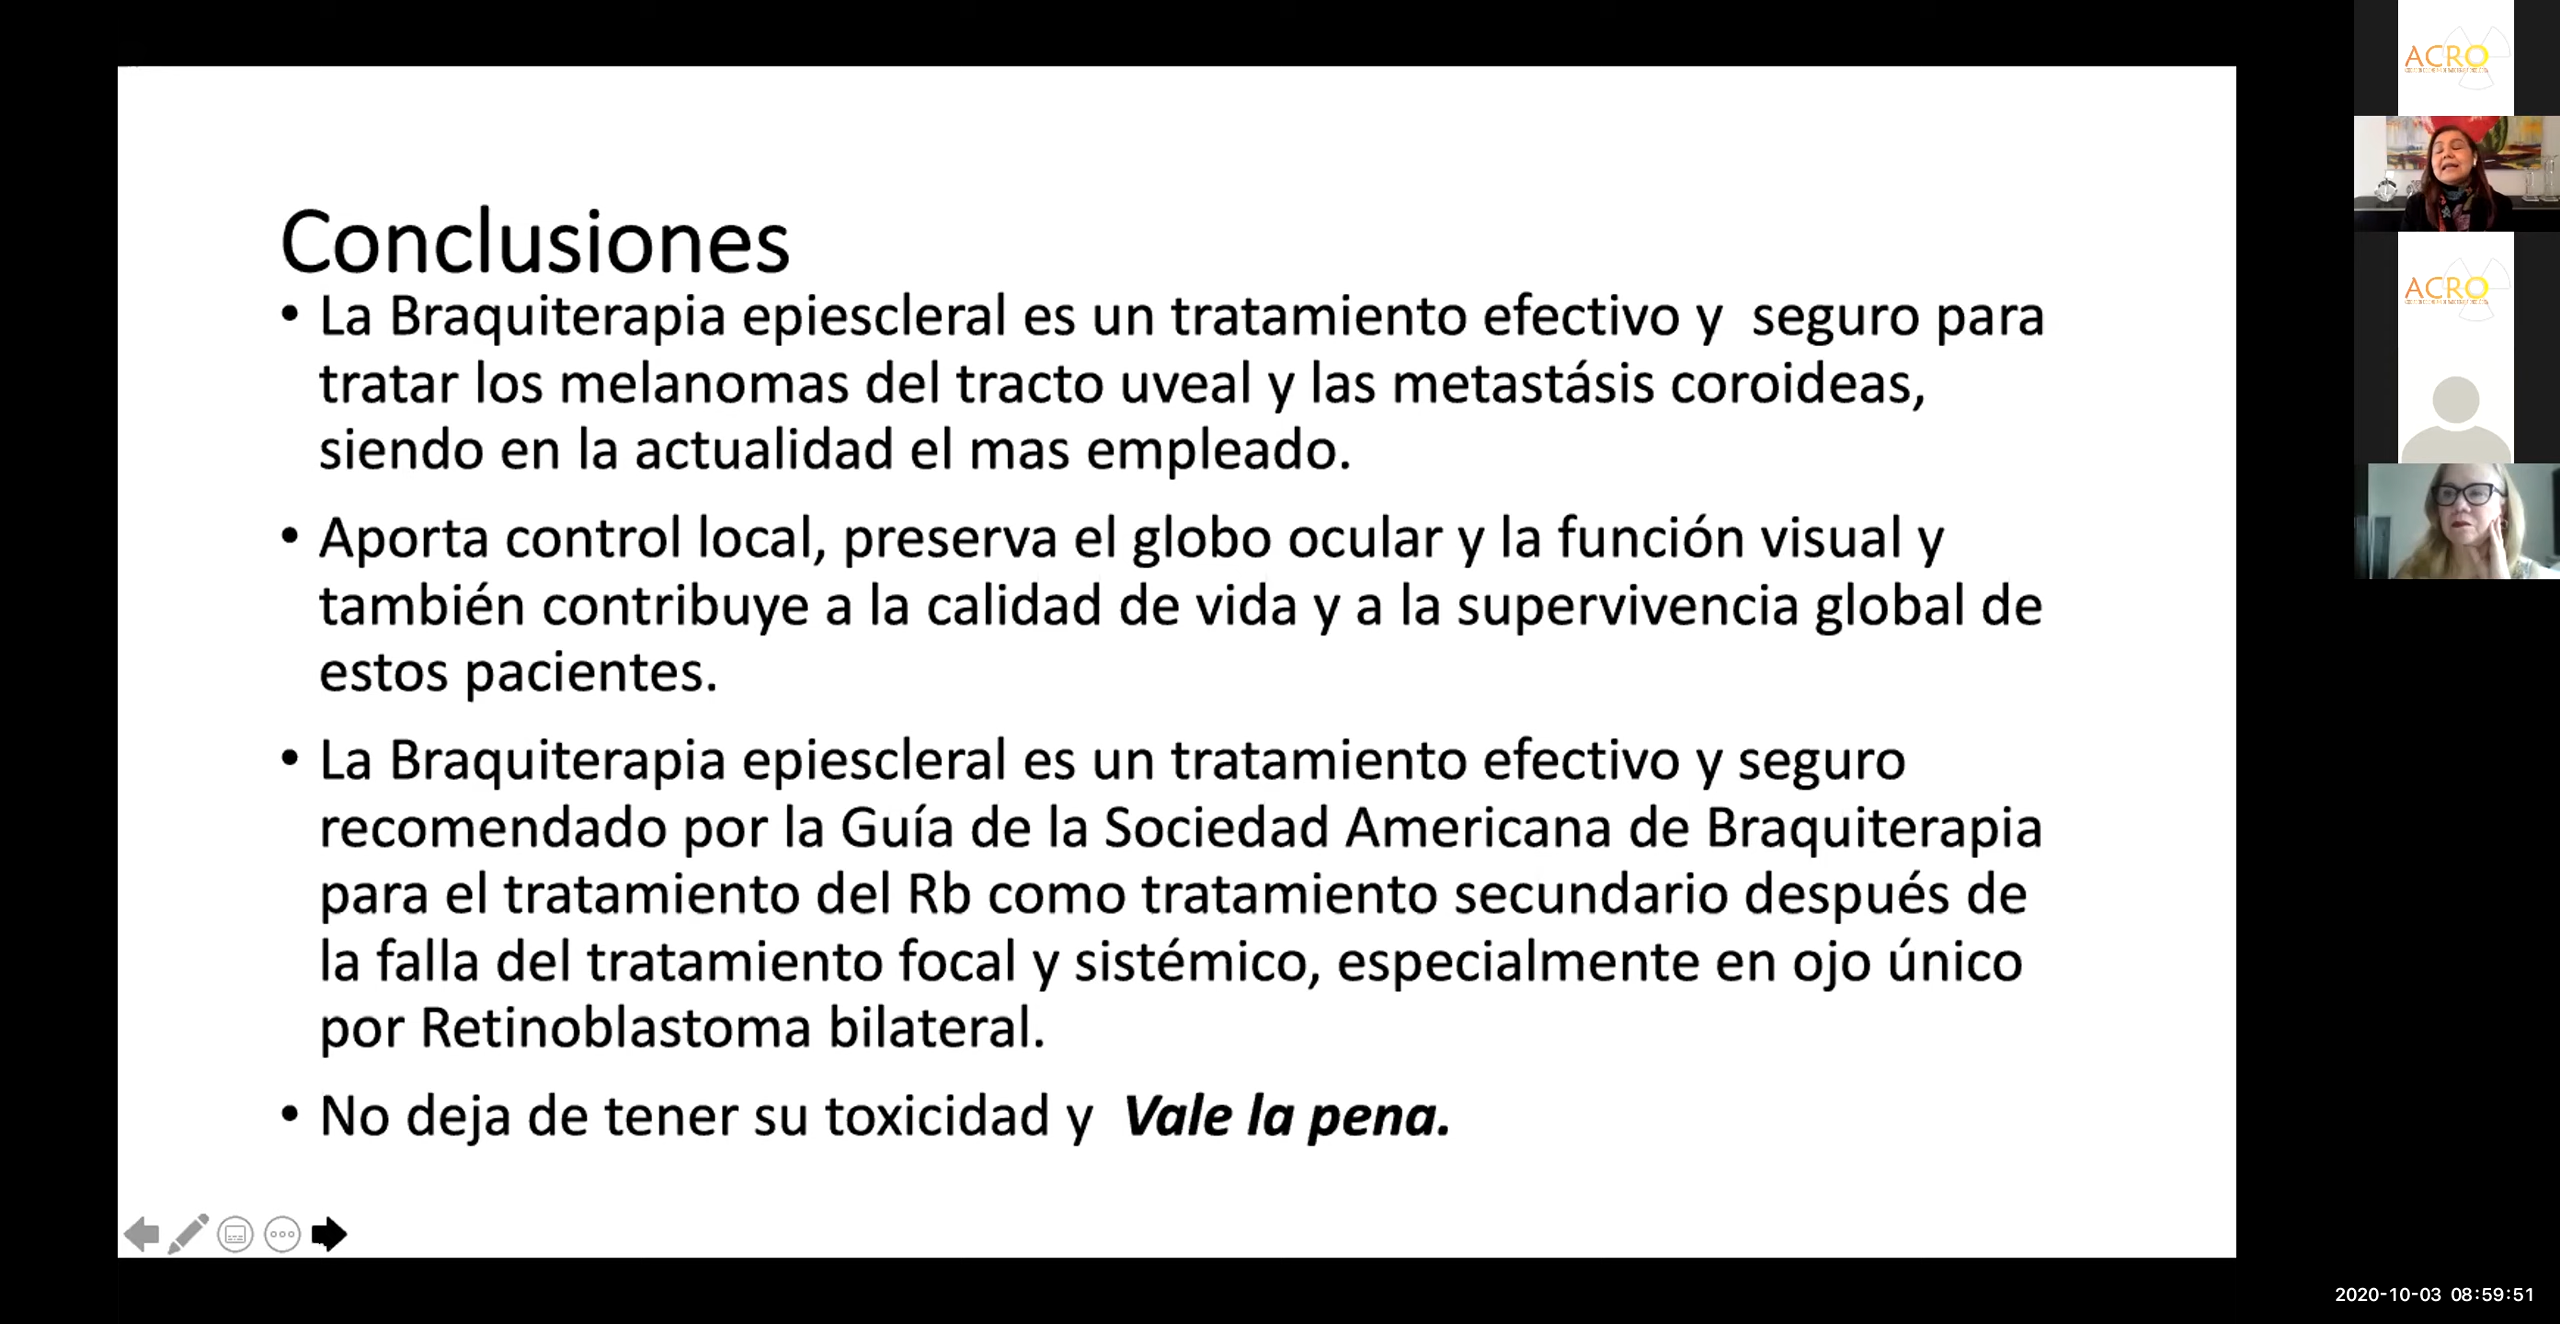 Conclusiones
• La Braquiterapia epiescleral es un tratamiento efectivo y  seguro para
tratar los melanomas del tracto uveal y las metastásis coroideas,
siendo en la actualidad el mas empleado.
• Aporta control local, preserva el globo ocular y la función visual y
también contribuye a la calidad de vida y a la supervivencia global de
estos pacientes.
• La Braquiterapia epiescleral es un tratamiento efectivo y seguro
recomendado por la Guía de la Sociedad Americana de Braquiterapia
para el tratamiento del Rb como tratamiento secundario después de
la falla del tratamiento focal y sistémico, especialmente en ojo único
por Retinoblastoma bilateral.
• No deja de tener su toxicidad y  Vale la pena.
ACRO
ACRO
2020-10-03 08:59:51